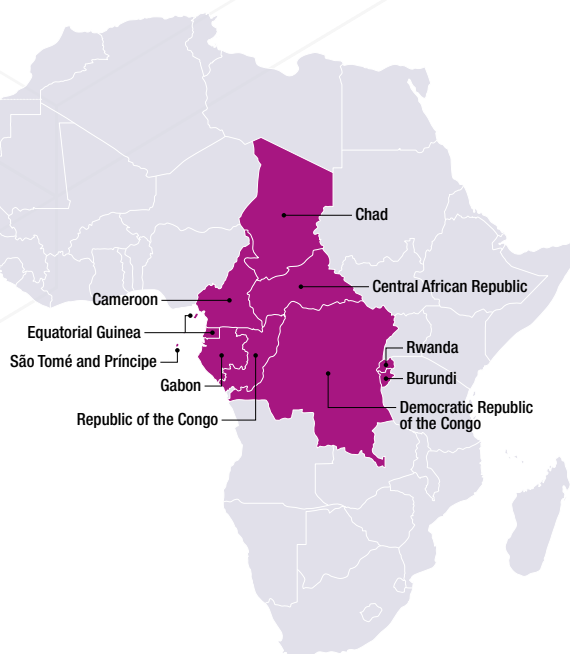 Chad
Central African Republic
Cameroon
Equatorial Guinea
São Tomé and Príncipe
Gabon
Republic of the Congo
Rwanda
Burundi
Democratic Republic
of the Congo